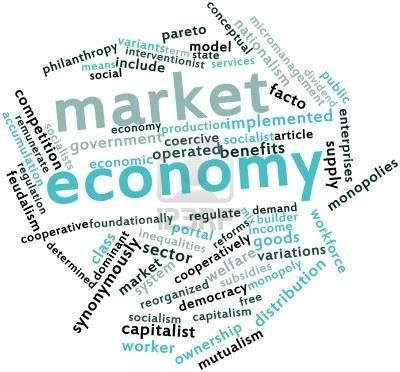 conceptual
micromanagement
nationalism
dividend
pareto
variants
term
state
model
interventionist
services
philanthropy
means
include
social
public
market
facto
enterprises
competition
socialists
remunerate
accumulation
regulation
feudalism
economy
production
implemented
government
coercive
socialist
article
economic
operated
benefits
supply
economy
monopolies
cooperative
foundationally
regulate
demand
builder
portal
reforms
income
goods
workforce
class
inequalities
determined
dominant
sector
cooperatively
welfare
variations
synonymously
market
system
subsidies
monopoly
reorganized
democracy
distribution
free
socialism
capitalism
capitalist
ownership
worker
mutualism